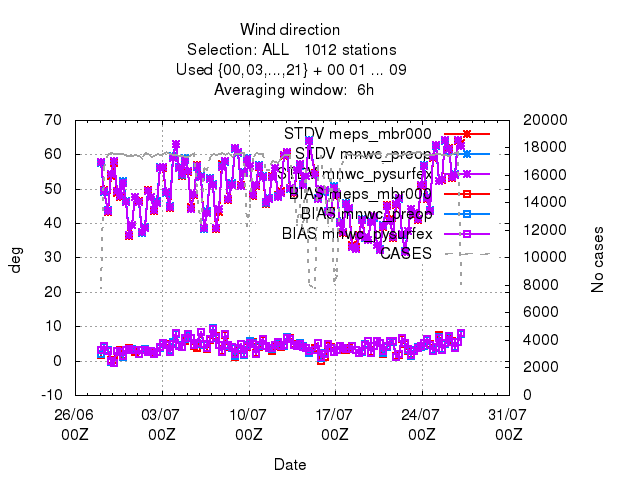 Wind direction
Selection: ALL 1012 stations
Used {00,03,...,21} + 00 01 ... 09
Averaging window: 6h
70
60
50
40
30
20
10
0
-10
deg
20000
18000
16000
14000
12000
10000
8000
6000
4000
2000
0
No cases
STDV meps_mbr000
STDV mnwc_preop
STDV mnwc_pysurfex
BIAS meps_mbr000
BIAS mnwc_preop
BIAS mnwc_pysurfex
CASES
26/06 03/07 10/07 17/07 24/07 31/07
00Z 00Z 00Z 00Z 00Z 00Z
Date